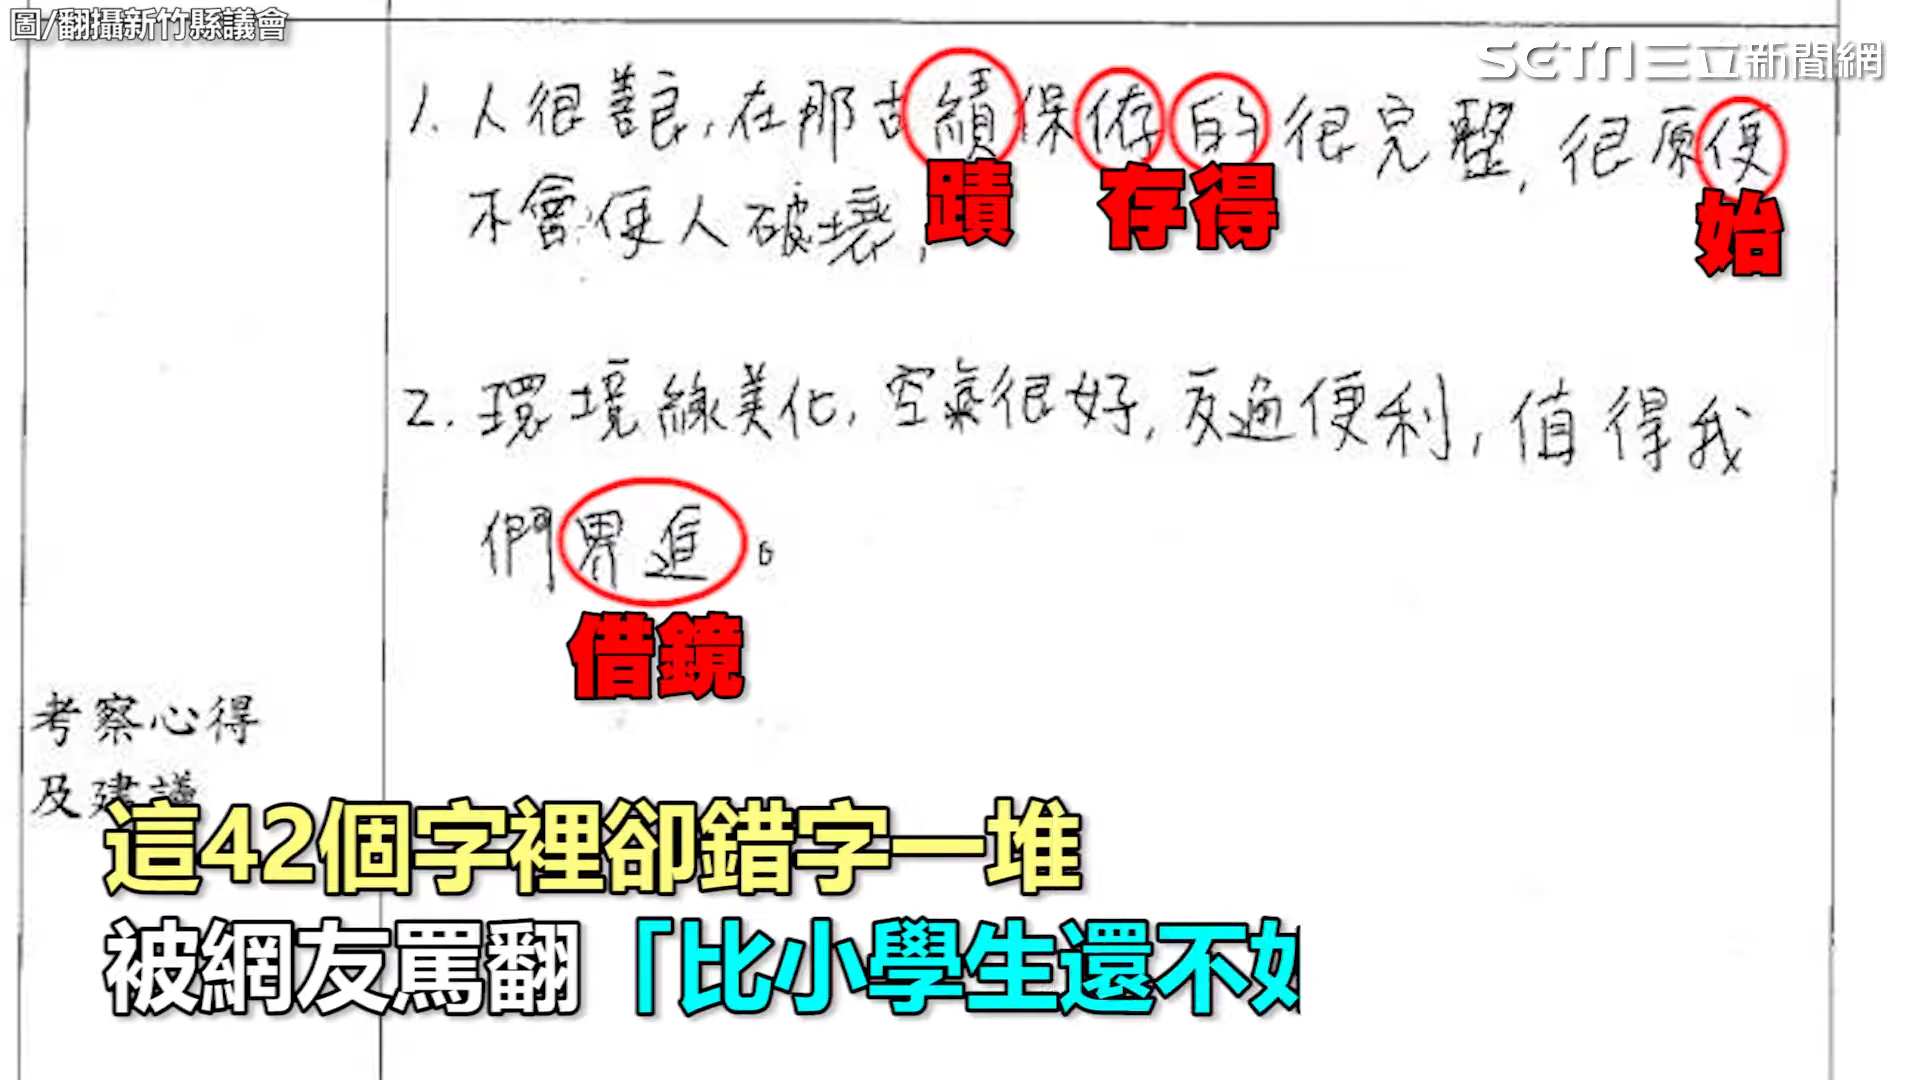 圖/翻攝新竹縣議會
SETN三立新聞網
1.人很善良,在那古績保侟的很完整,很原便
蹟 存得 始
不會便人破壞,
2.環境線美化,空氣很好,交通便利,值得我
們界進。
借鏡
考察心得
及建議
這42個字裡卻錯字一堆
被網友罵翻「比小學生還不如